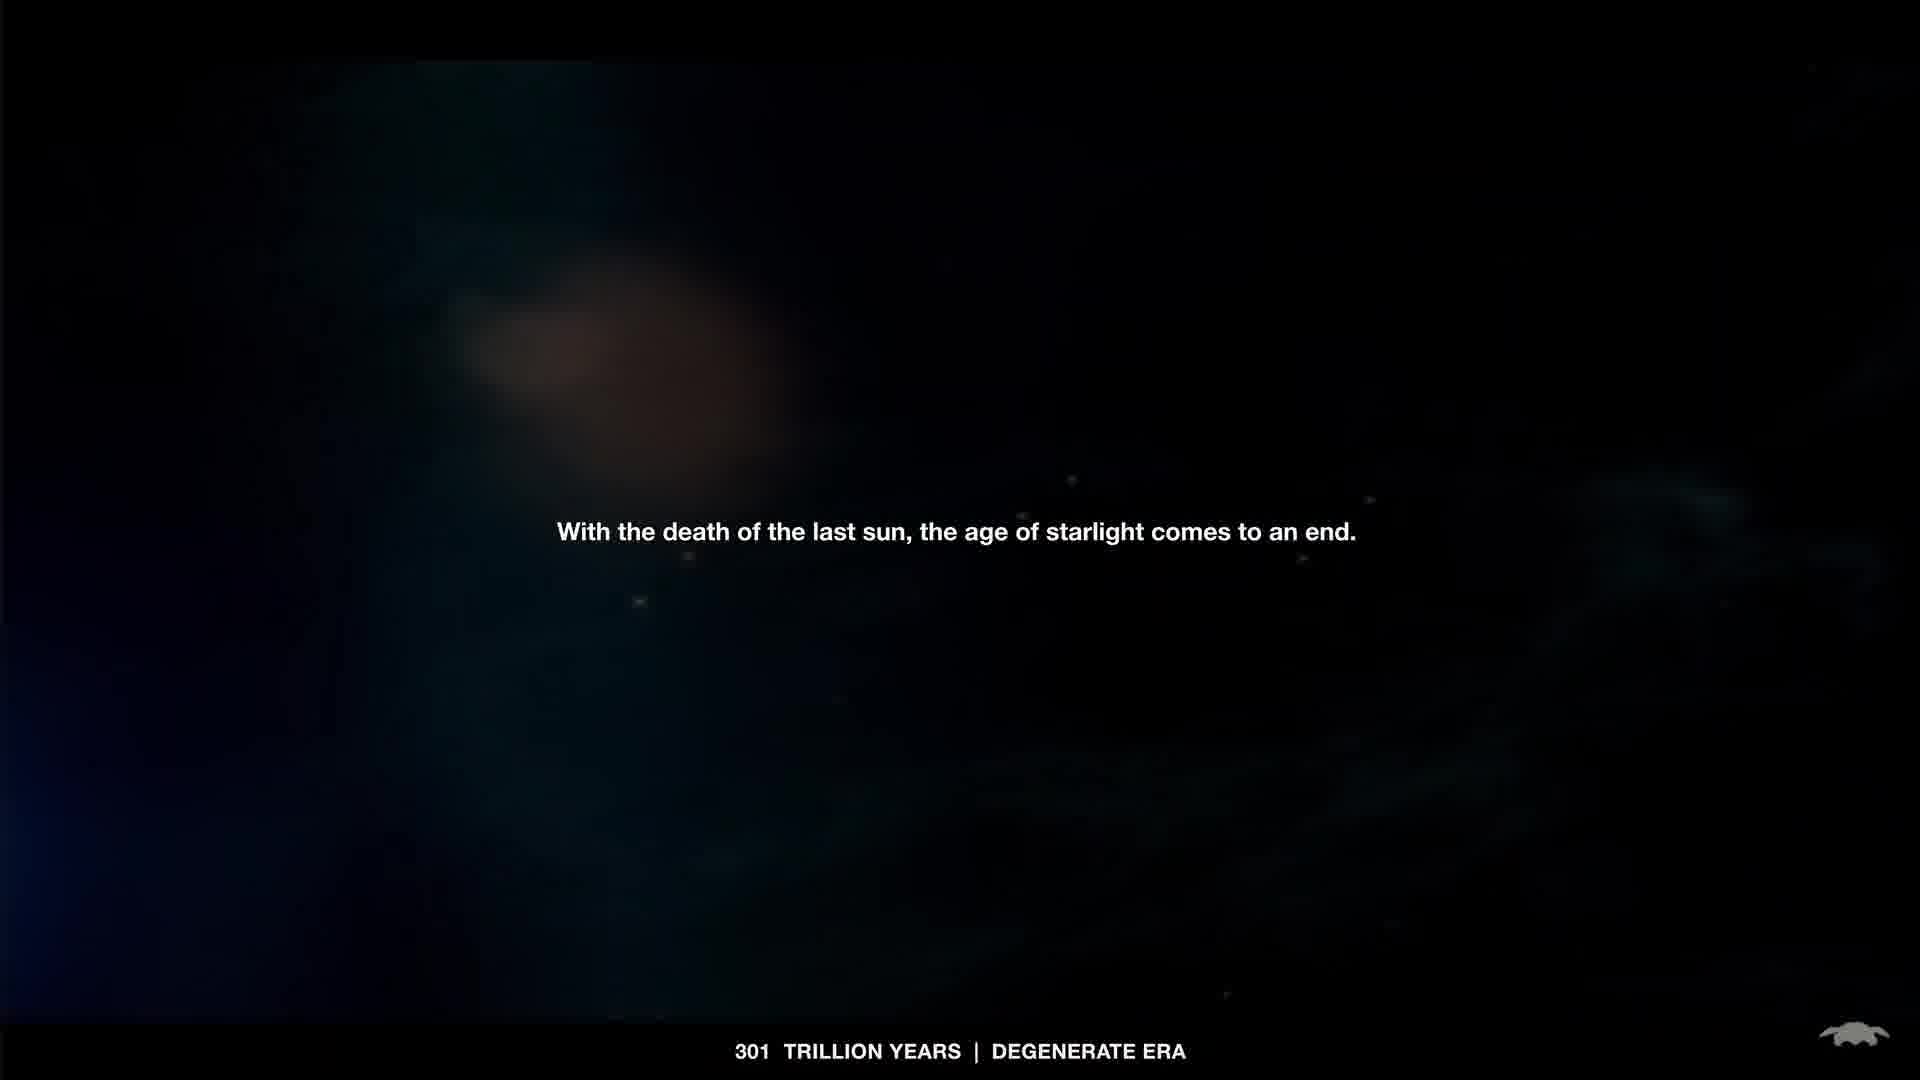 With the death of the last sun, the age of starlight comes to an end.
301 TRILLION YEARS | DEGENERATE ERA